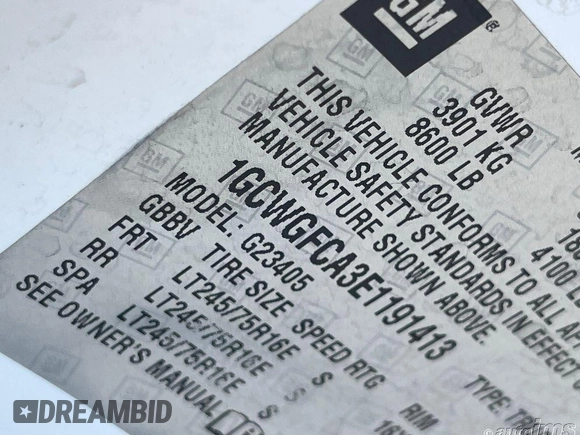 GM ®
GVWR
3901 KG
8600 LB
4100 L
THIS VEHICLE CONFORMS TO ALL AP
VEHICLE SAFETY STANDARDS IN EFFECT
MANUFACTURE SHOWN ABOVE.
1GCWGFCA3E1191413
TYPE: T
MODEL: G23405
GBBV TIRE SIZE SPEED RTG RIM
FRT LT245/75R16E S
RR LT245/75R16E S
SPA LT245/75R16E S
SEE OWNER'S MANUAL
DREAMBID